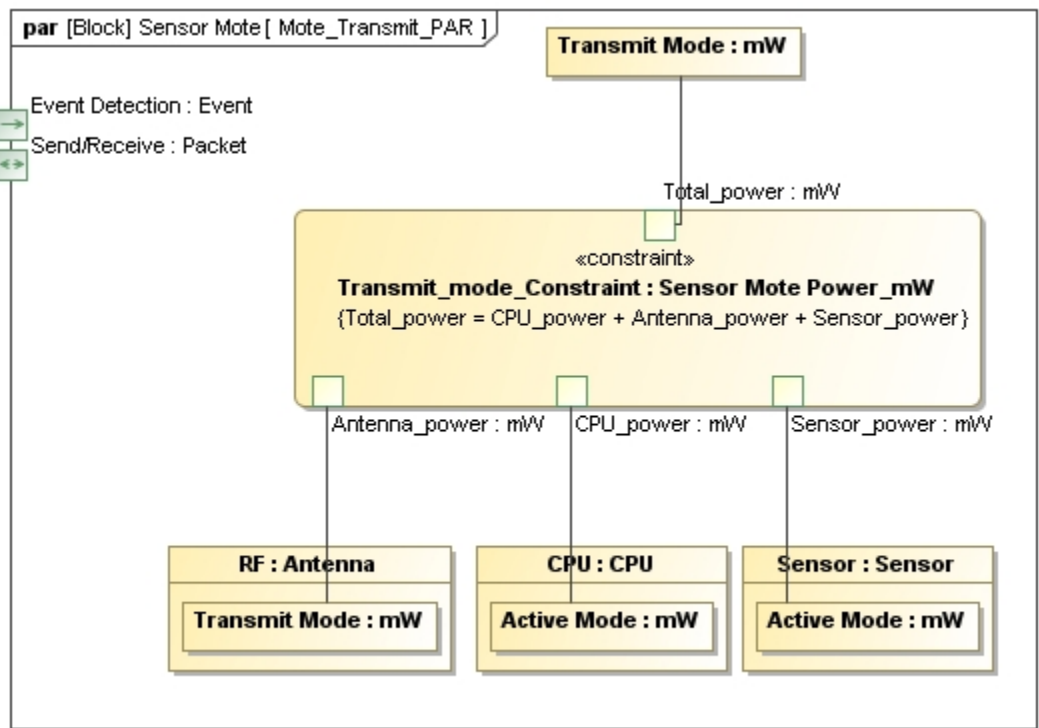 par [Block] Sensor Mote[ Mote_Transmit_PAR ]
Transmit Mode : mW
Event Detection : Event
Send/Receive : Packet
Total_power : mW
«constraint»
Transmit_mode_Constraint : Sensor Mote Power_mW
{Total_power = CPU_power + Antenna_power + Sensor_power}
Antenna_power : mW
CPU_power : mW
Sensor_power : mW
RF : Antenna
CPU : CPU
Sensor : Sensor
Transmit Mode : mW
Active Mode : mW
Active Mode : mW